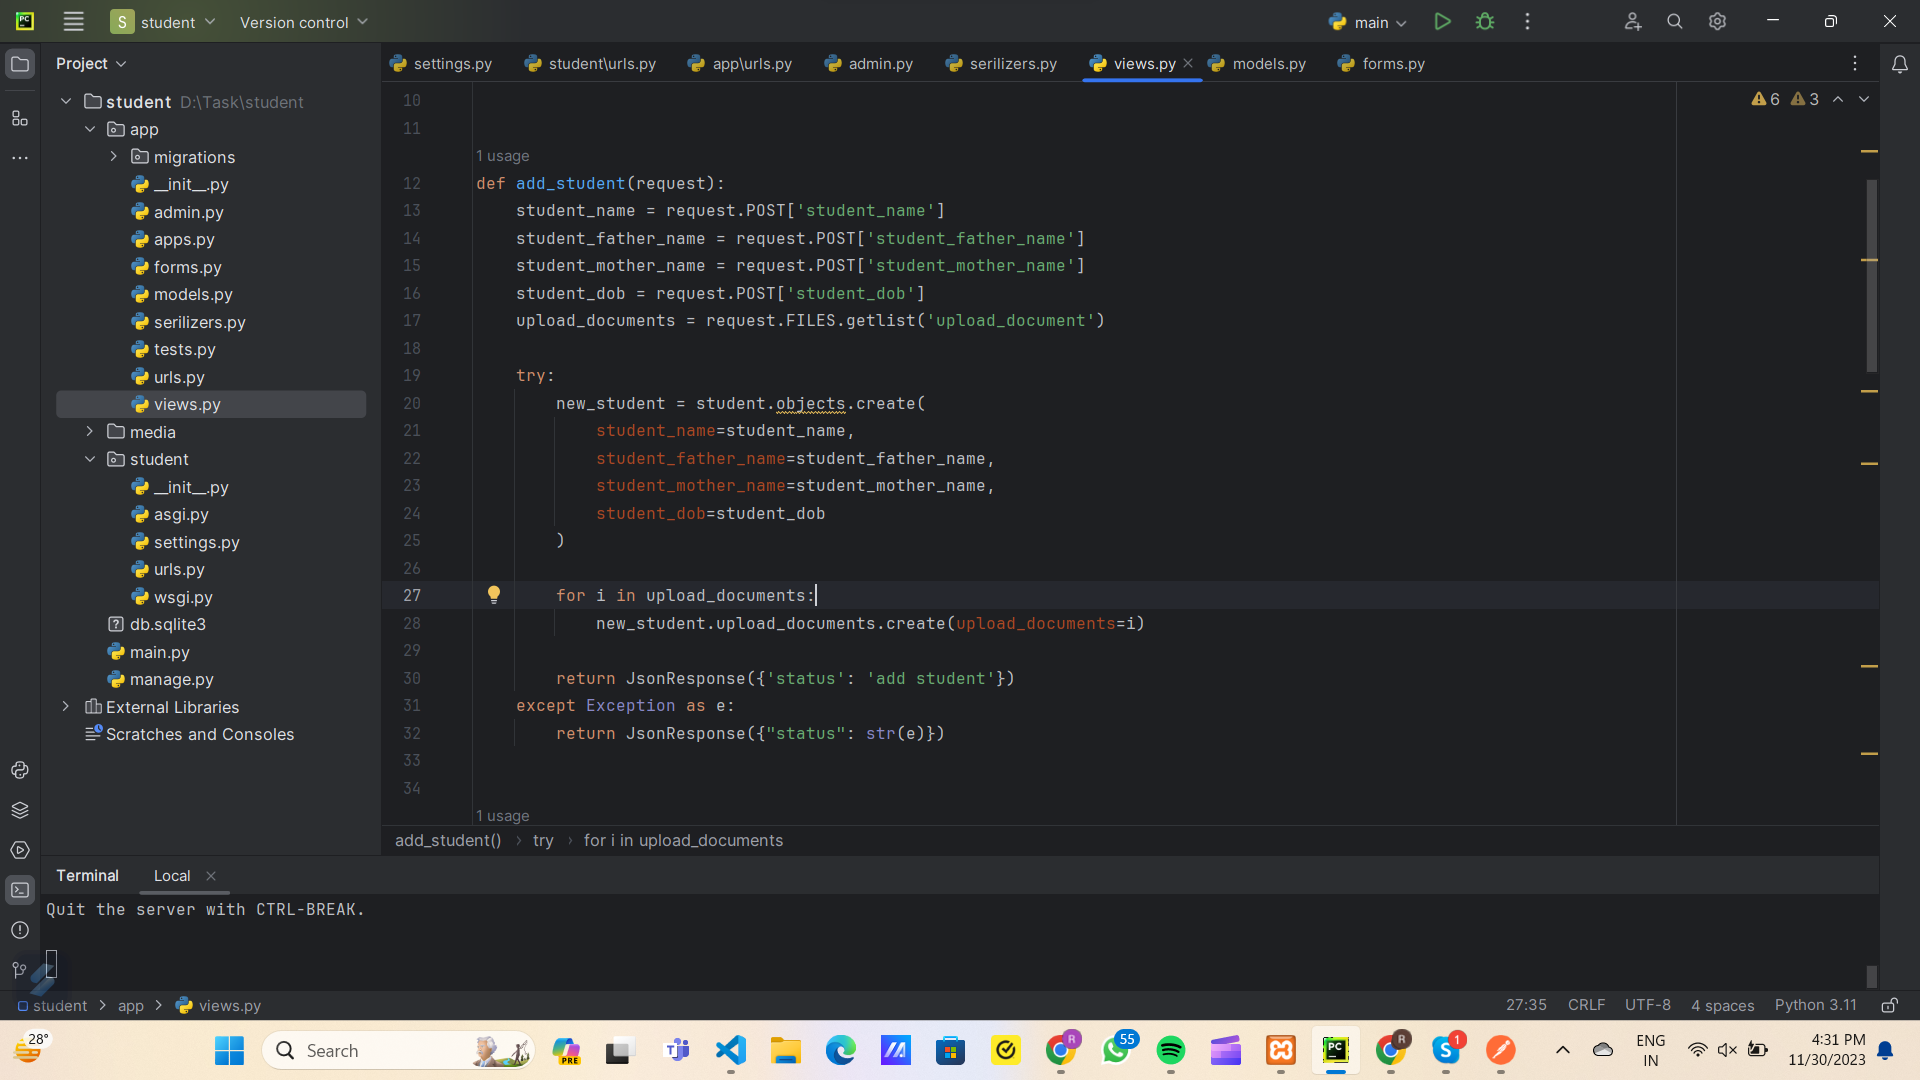 S student Version control main
Project settings.py student\urls.py app\urls.py admin.py serilizers.py views.py models.py forms.py
student D:\Task\student
app
migrations
__init__.py
admin.py
apps.py
forms.py
models.py
serilizers.py
tests.py
urls.py
views.py
media
student
__init__.py
asgi.py
settings.py
urls.py
wsgi.py
db.sqlite3
main.py
manage.py
External Libraries
Scratches and Consoles
6 3
10
11
1 usage
12 def add_student(request):
13 student_name = request.POST['student_name']
14 student_father_name = request.POST['student_father_name']
15 student_mother_name = request.POST['student_mother_name']
16 student_dob = request.POST['student_dob']
17 upload_documents = request.FILES.getlist('upload_document')
18
19 try:
20 new_student = student.objects.create(
21 student_name=student_name,
22 student_father_name=student_father_name,
23 student_mother_name=student_mother_name,
24 student_dob=student_dob
25 )
26
27 for i in upload_documents:
28 new_student.upload_documents.create(upload_documents=i)
29
30 return JsonResponse({'status': 'add student'})
31 except Exception as e:
32 return JsonResponse({"status": str(e)})
33
34
1 usage
add_student() › try › for i in upload_documents
Terminal Local
Quit the server with CTRL-BREAK.
student > app > views.py 27:35 CRLF UTF-8 4 spaces Python 3.11
28° Search PRE R 55 PC R S 1 ENG 4:31 PM
IN 11/30/2023